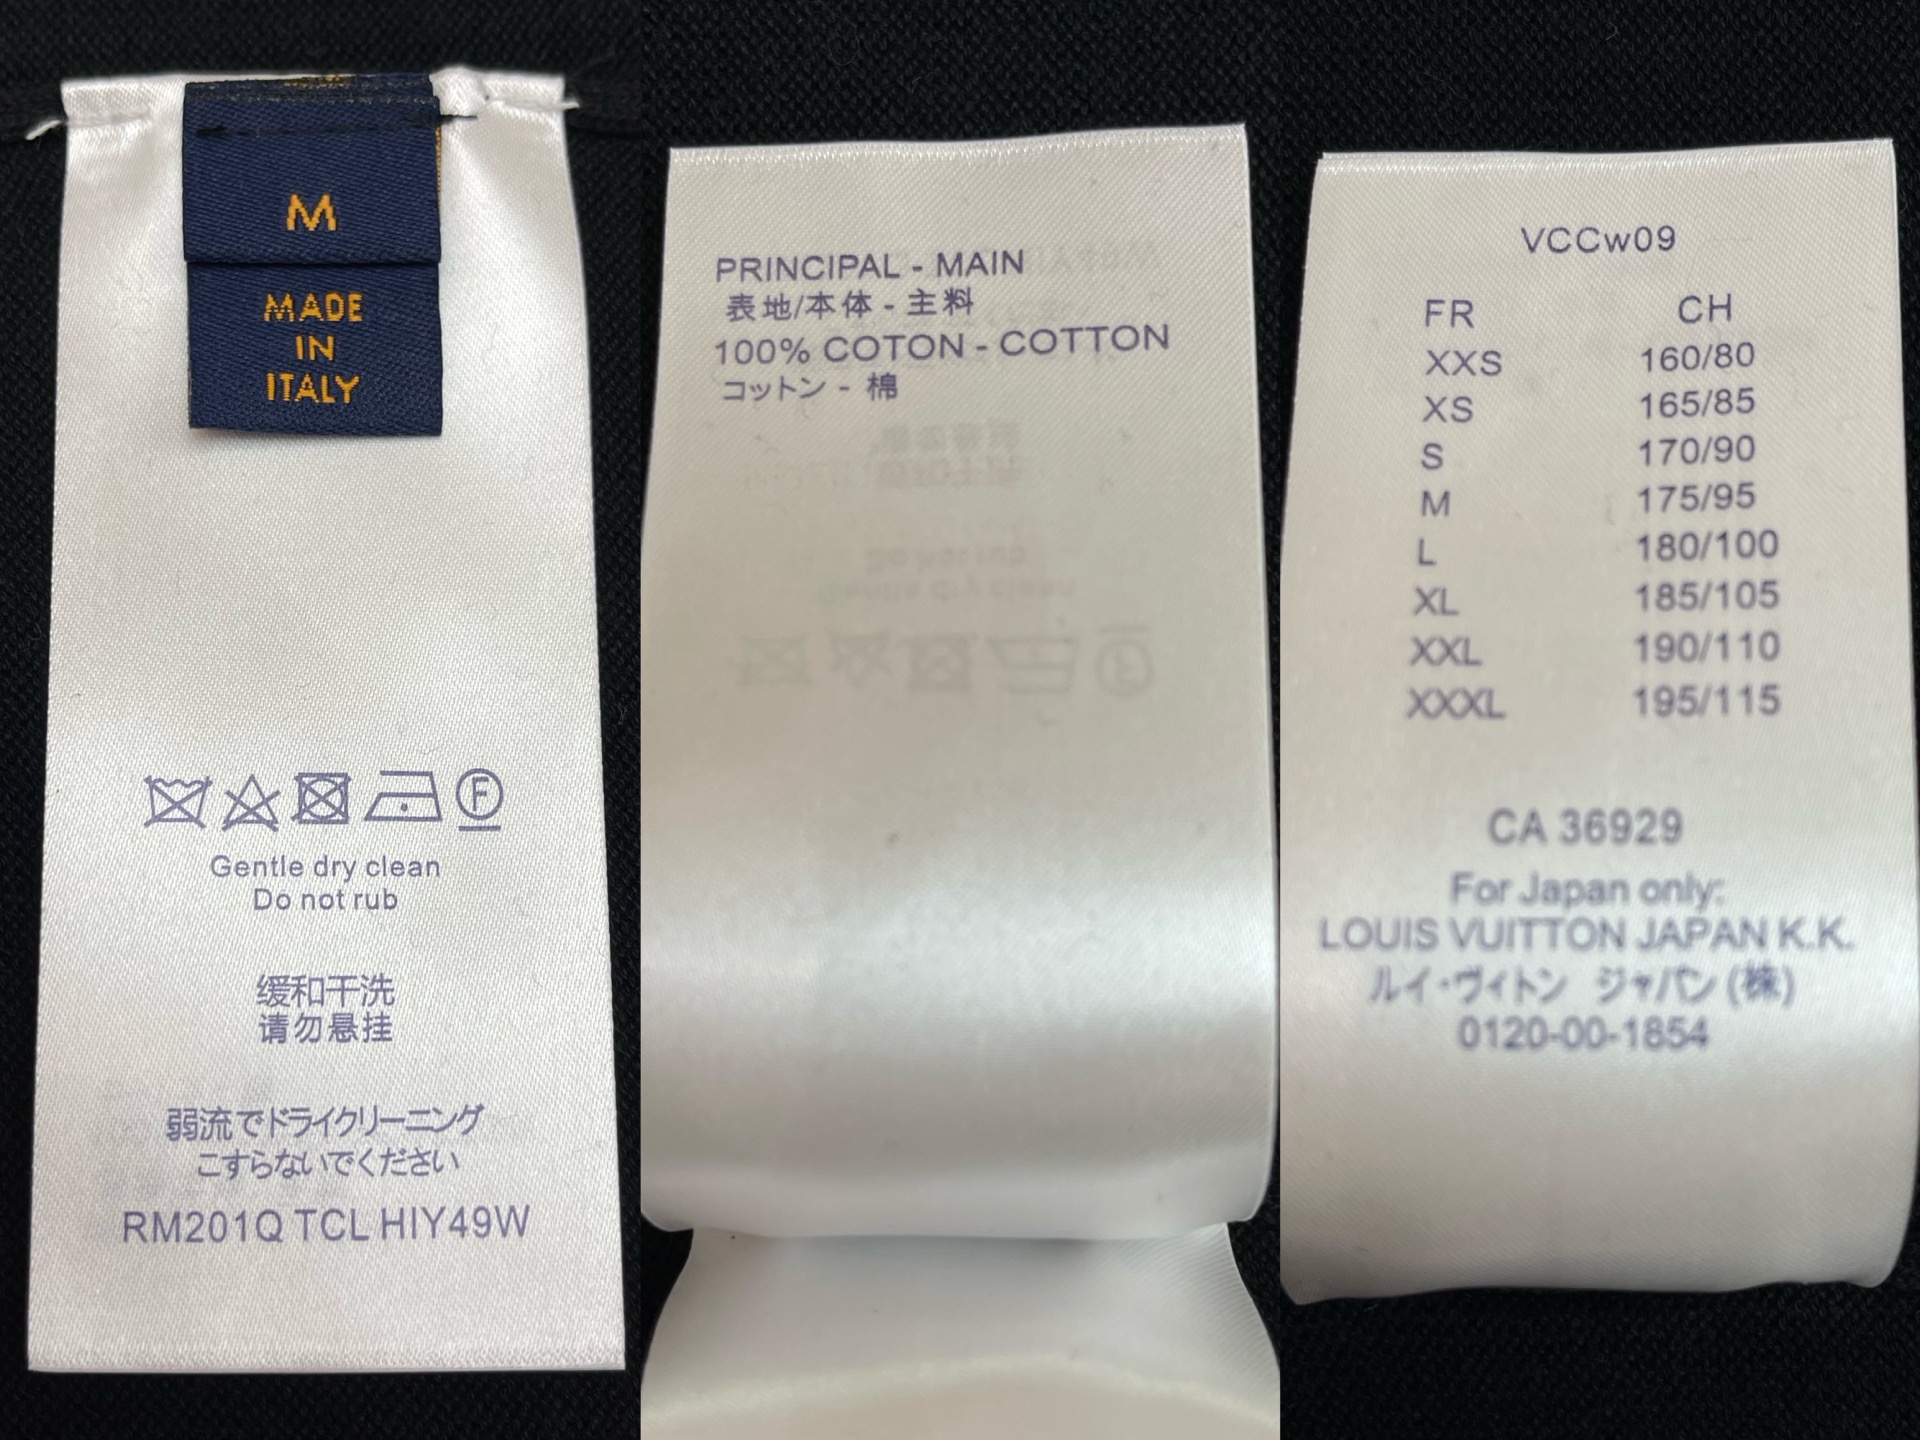 M
MADE
IN
ITALY
F
Gentle dry clean
Do not rub
缓和干洗
请勿悬挂
弱流でドライクリーニング
こすらないでください
RM201Q TCL HIY49W
PRINCIPAL - MAIN
表地/本体 - 主料
100% COTON - COTTON
コットン - 棉
VCCw09
FR CH
XXS 160/80
XS 165/85
S 170/90
M 175/95
L 180/100
XL 185/105
XXL 190/110
XXXL 195/115
CA 36929
For Japan only:
LOUIS VUITTON JAPAN K.K.
ルイ・ヴィトン ジャパン(株)
0120-00-1854